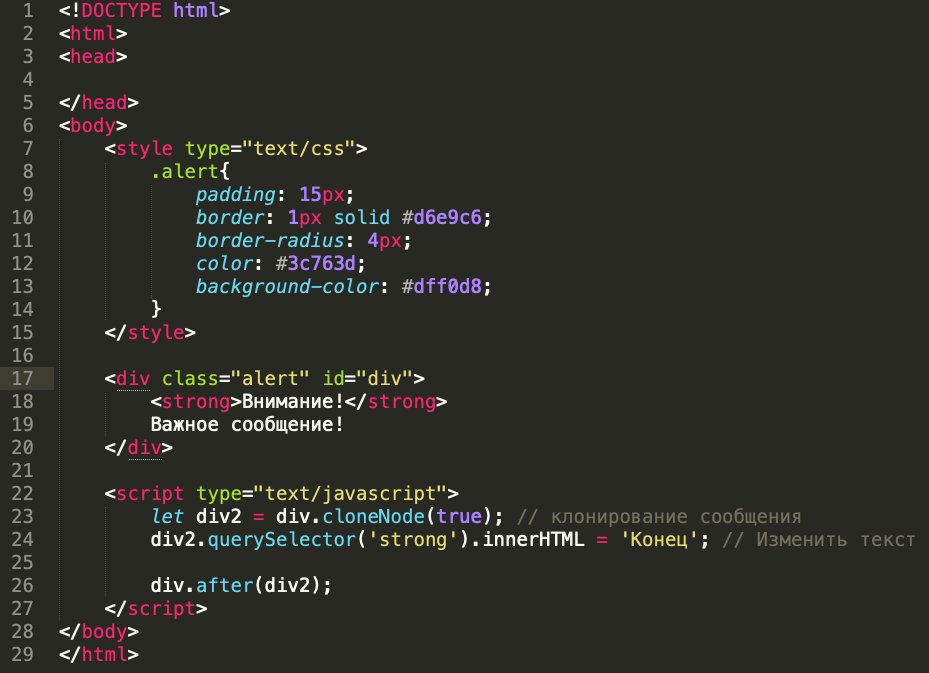 1 <!DOCTYPE html>
2 <html>
3 <head>
4
5 </head>
6 <body>
7     <style type="text/css">
8         .alert{
9             padding: 15px;
10             border: 1px solid #d6e9c6;
11             border-radius: 4px;
12             color: #3c763d;
13             background-color: #dff0d8;
14         }
15     </style>
16
17     <div class="alert" id="div">
18         <strong>Внимание!</strong>
19         Важное сообщение!
20     </div>
21
22     <script type="text/javascript">
23         let div2 = div.cloneNode(true); // клонирование сообщения
24         div2.querySelector('strong').innerHTML = 'Конец'; // Изменить текст
25
26         div.after(div2);
27     </script>
28 </body>
29 </html>